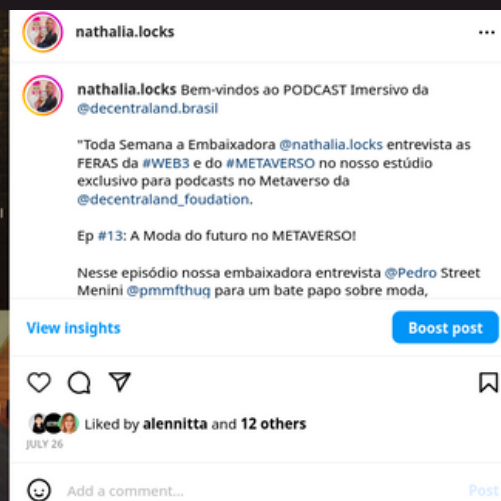 nathalia.locks
nathalia.locks Bem-vindos ao PODCAST Imersivo da
@decentraland.brasil
"Toda Semana a Embaixadora @nathalia.locks entrevista as
FERAS da #WEB3 e do #METAVERSO no nosso estúdio
exclusivo para podcasts no Metaverso da
@decentraland_foudation.
Ep #13: A Moda do futuro no METAVERSO!
Nesse episódio nossa embaixadora entrevista @Pedro Street
Menini @pmmfthug para um bate papo sobre moda,
View insights
Boost post
Liked by alennitta and 12 others
JULY 26
Add a comment...
Post